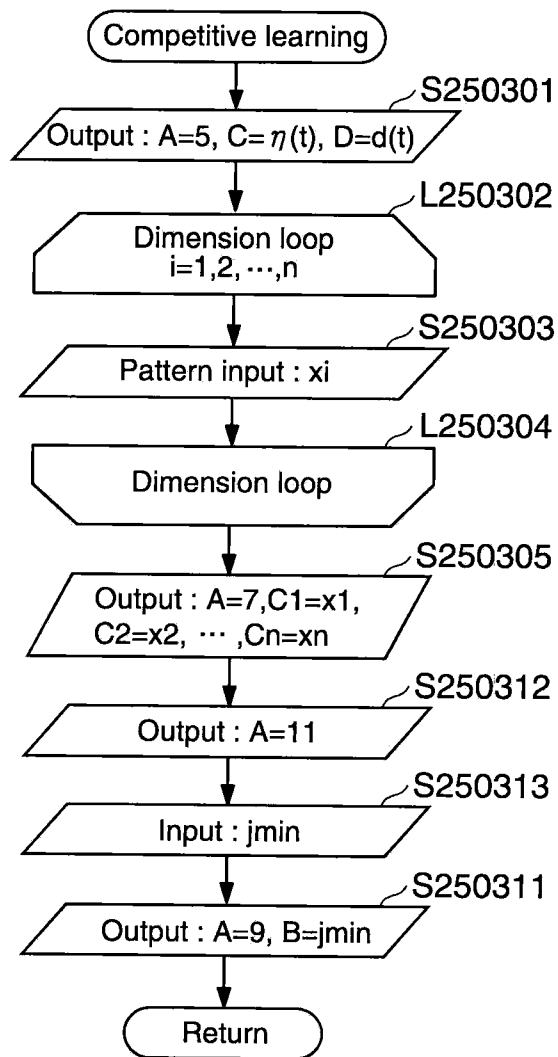 Competitive learning
S250301
Output : A=5, C=η(t), D=d(t)
L250302
Dimension loop
i=1,2, ⋯,n
S250303
Pattern input : xi
L250304
Dimension loop
S250305
Output : A=7,C1=x1,
C2=x2, ⋯ ,Cn=xn
S250312
Output : A=11
S250313
Input : jmin
S250311
Output : A=9, B=jmin
Return